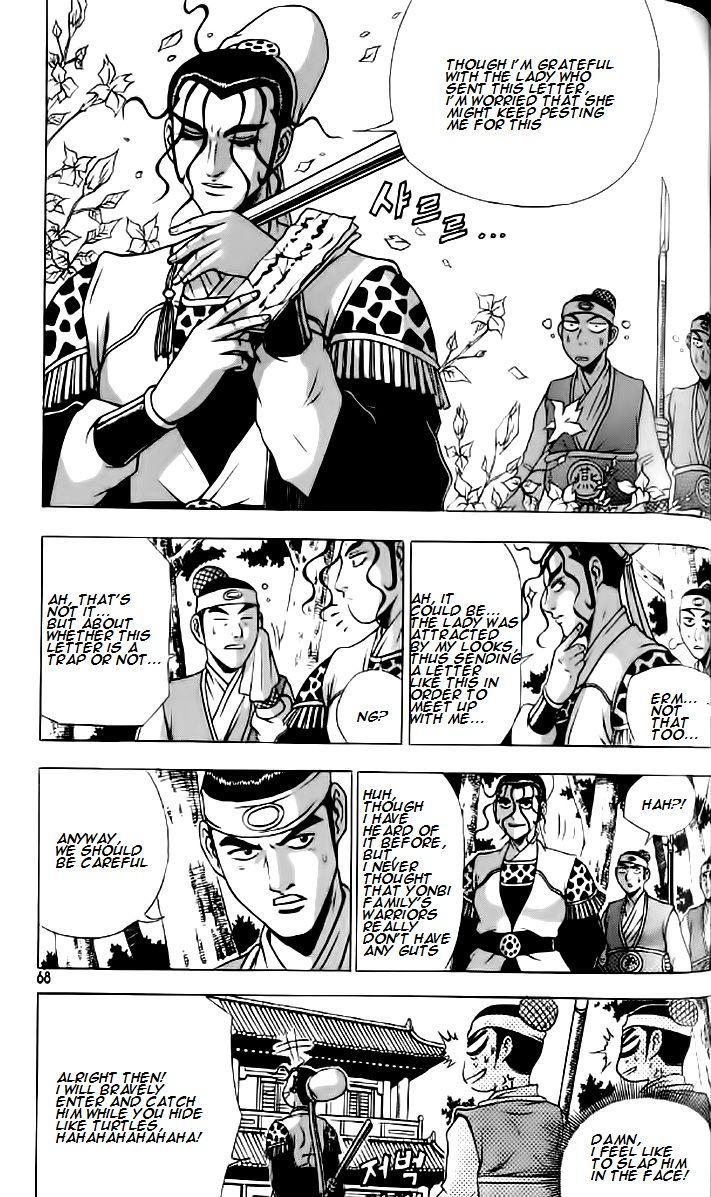 THOUGH I'M GRATEFUL
WITH THE LADY WHO
SENT THIS LETTER,
I'M WORRIED THAT SHE
MIGHT KEEP PESTING
ME FOR THIS
샤르르...
AH, THAT'S
NOT IT...
BUT ABOUT
WHETHER THIS
LETTER IS A
TRAP OR NOT...
NG?
AH, IT
COULD BE...
THE LADY WAS
ATTRACTED
BY MY LOOKS,
THUS SENDING
A LETTER
LIKE THIS IN
ORDER TO
MEET UP
WITH ME...
ERM...
NOT
THAT
TOO...
ANYWAY,
WE SHOULD
BE CAREFUL
HUH,
THOUGH
I HAVE
HEARD OF
IT BEFORE,
BUT,
I NEVER
THOUGHT
THAT YONBI
FAMILY'S
WARRIORS
REALLY
DON'T HAVE
ANY GUTS
HAH?!
68
ALRIGHT THEN!
I WILL BRAVELY
ENTER AND CATCH
HIM WHILE YOU HIDE
LIKE TURTLES,
HAHAHAHAHAHA!
저벅
DAMN,
I FEEL LIKE
TO SLAP HIM
IN THE FACE!